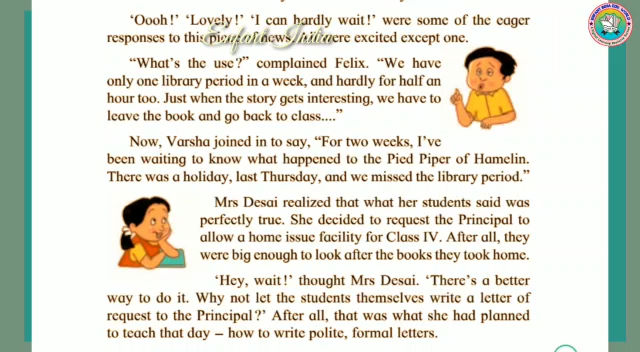 ‘Oooh!’ ‘Lovely!’ ‘I can hardly wait!’ were some of the eager
responses to this piece of news. All were excited except one.
“What’s the use?” complained Felix. “We have
only one library period in a week, and hardly for half an
hour too. Just when the story gets interesting, we have to
leave the book and go back to class....”
Now, Varsha joined in to say, “For two weeks, I’ve
been waiting to know what happened to the Pied Piper of Hamelin.
There was a holiday, last Thursday, and we missed the library period.”
Mrs Desai realized that what her students said was
perfectly true. She decided to request the Principal to
allow a home issue facility for Class IV. After all, they
were big enough to look after the books they took home.
‘Hey, wait!’ thought Mrs Desai. ‘There’s a better
way to do it. Why not let the students themselves write a letter of
request to the Principal?’ After all, that was what she had planned
to teach that day – how to write polite, formal letters.